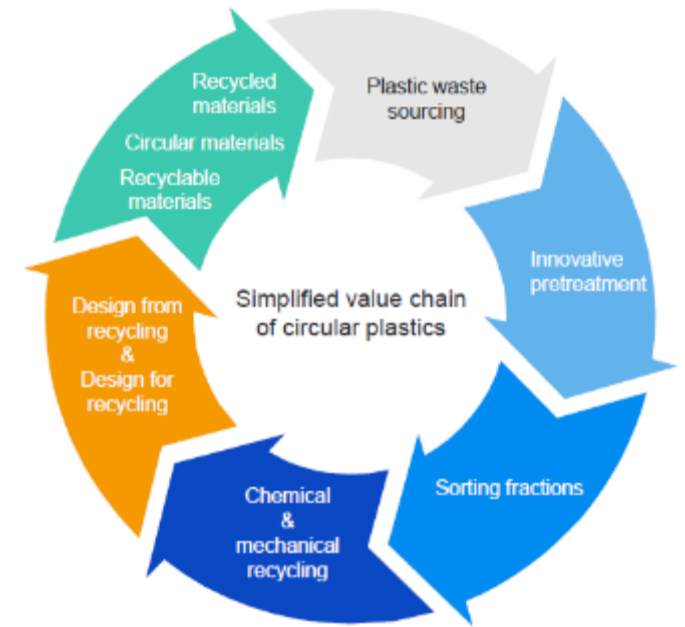 Simplified value chain
of circular plastics
Plastic waste
sourcing
Innovative
pretreatment
Sorting fractions
Chemical
&
mechanical
recycling
Design from
recycling
&
Design for
recycling
Recycled
materials
Circular materials
Recyclable
materials